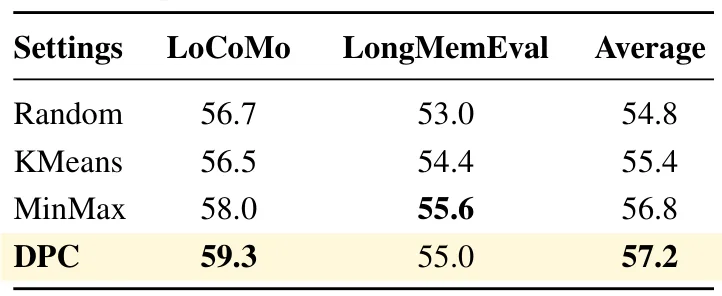 Settings LoCoMo LongMemEval Average
Random 56.7 53.0 54.8
KMeans 56.5 54.4 55.4
MinMax 58.0 55.6 56.8
DPC 59.3 55.0 57.2